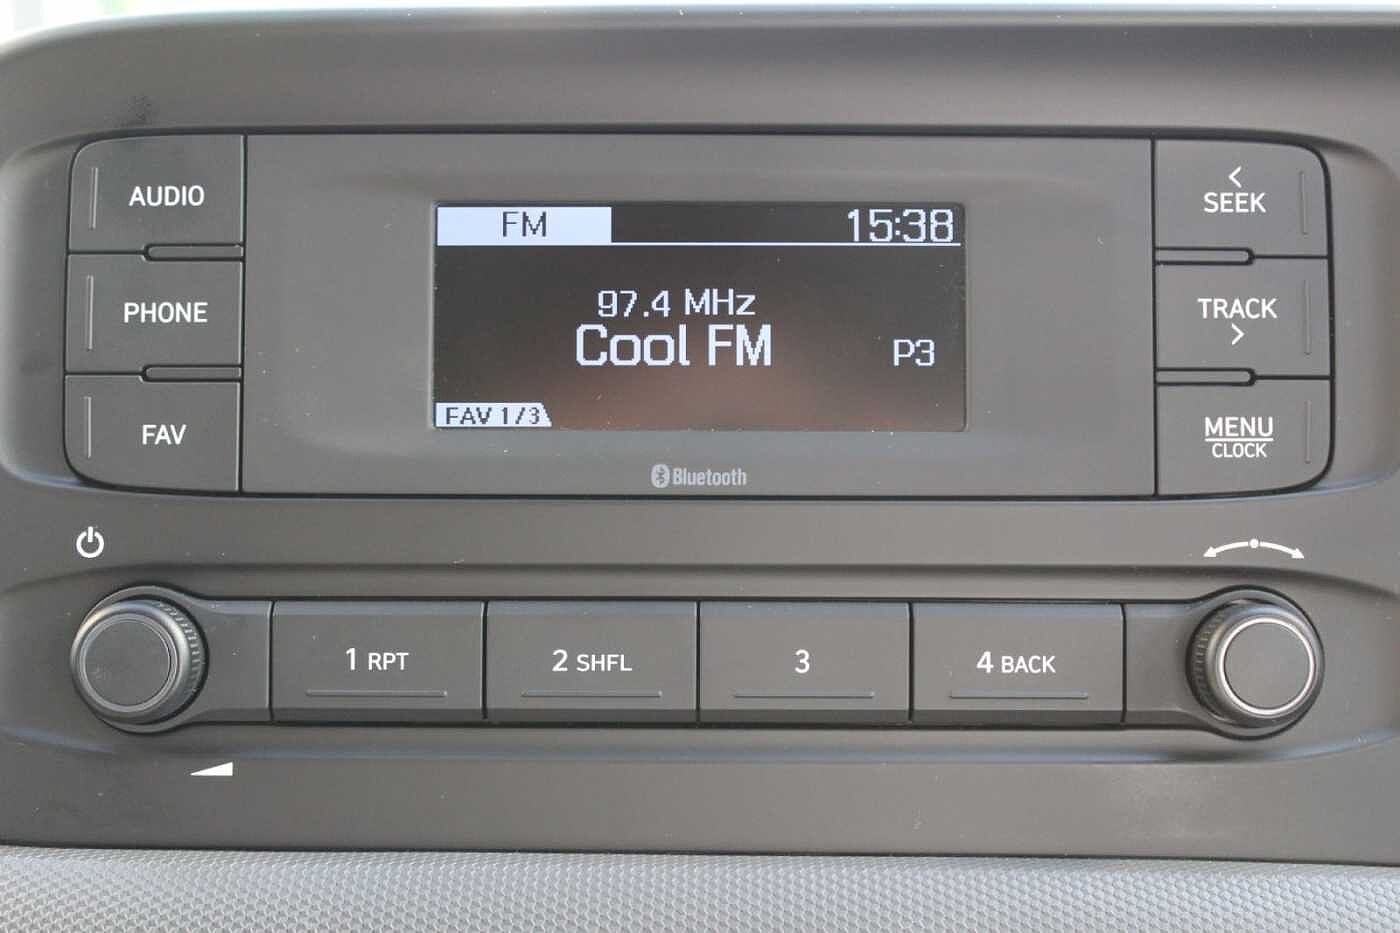 AUDIO
PHONE
FAV
FM 15:38
97.4 MHz
Cool FM
P3
FAV 1/3
Bluetooth
<
SEEK
TRACK
>
MENU
CLOCK
1 RPT
2 SHFL
3
4 BACK